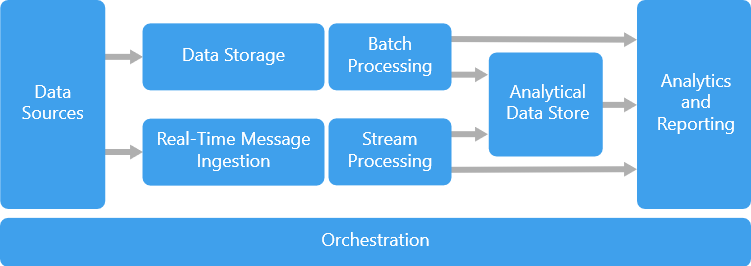 Data
Sources
Data Storage
Batch
Processing
Real-Time Message
Ingestion
Stream
Processing
Analytical
Data Store
Analytics
and
Reporting
Orchestration